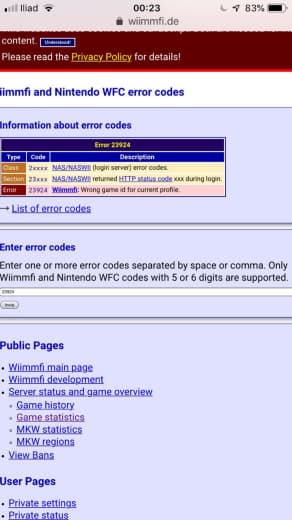 Iliad 00:23 83%
wiimmfi.de
content. Understood!
Please read the Privacy Policy for details!
iimmfi and Nintendo WFC error codes
Information about error codes
Error 23924
Type Code Description
Class 2xxxx NAS/NASWII (login server) error codes.
Section 23xxx NAS/NASWII returned HTTP status code xxx during login.
Error 23924 Wiimmfi: Wrong game id for current profile.
→ List of error codes
Enter error codes
Enter one or more error codes separated by space or comma. Only
Wiimmfi and Nintendo WFC codes with 5 or 6 digits are supported.
23924
Public Pages
• Wiimmfi main page
• Wiimmfi development
• Server status and game overview
◦ Game history
◦ Game statistics
◦ MKW statistics
◦ MKW regions
• View Bans
User Pages
• Private settings
• Private status